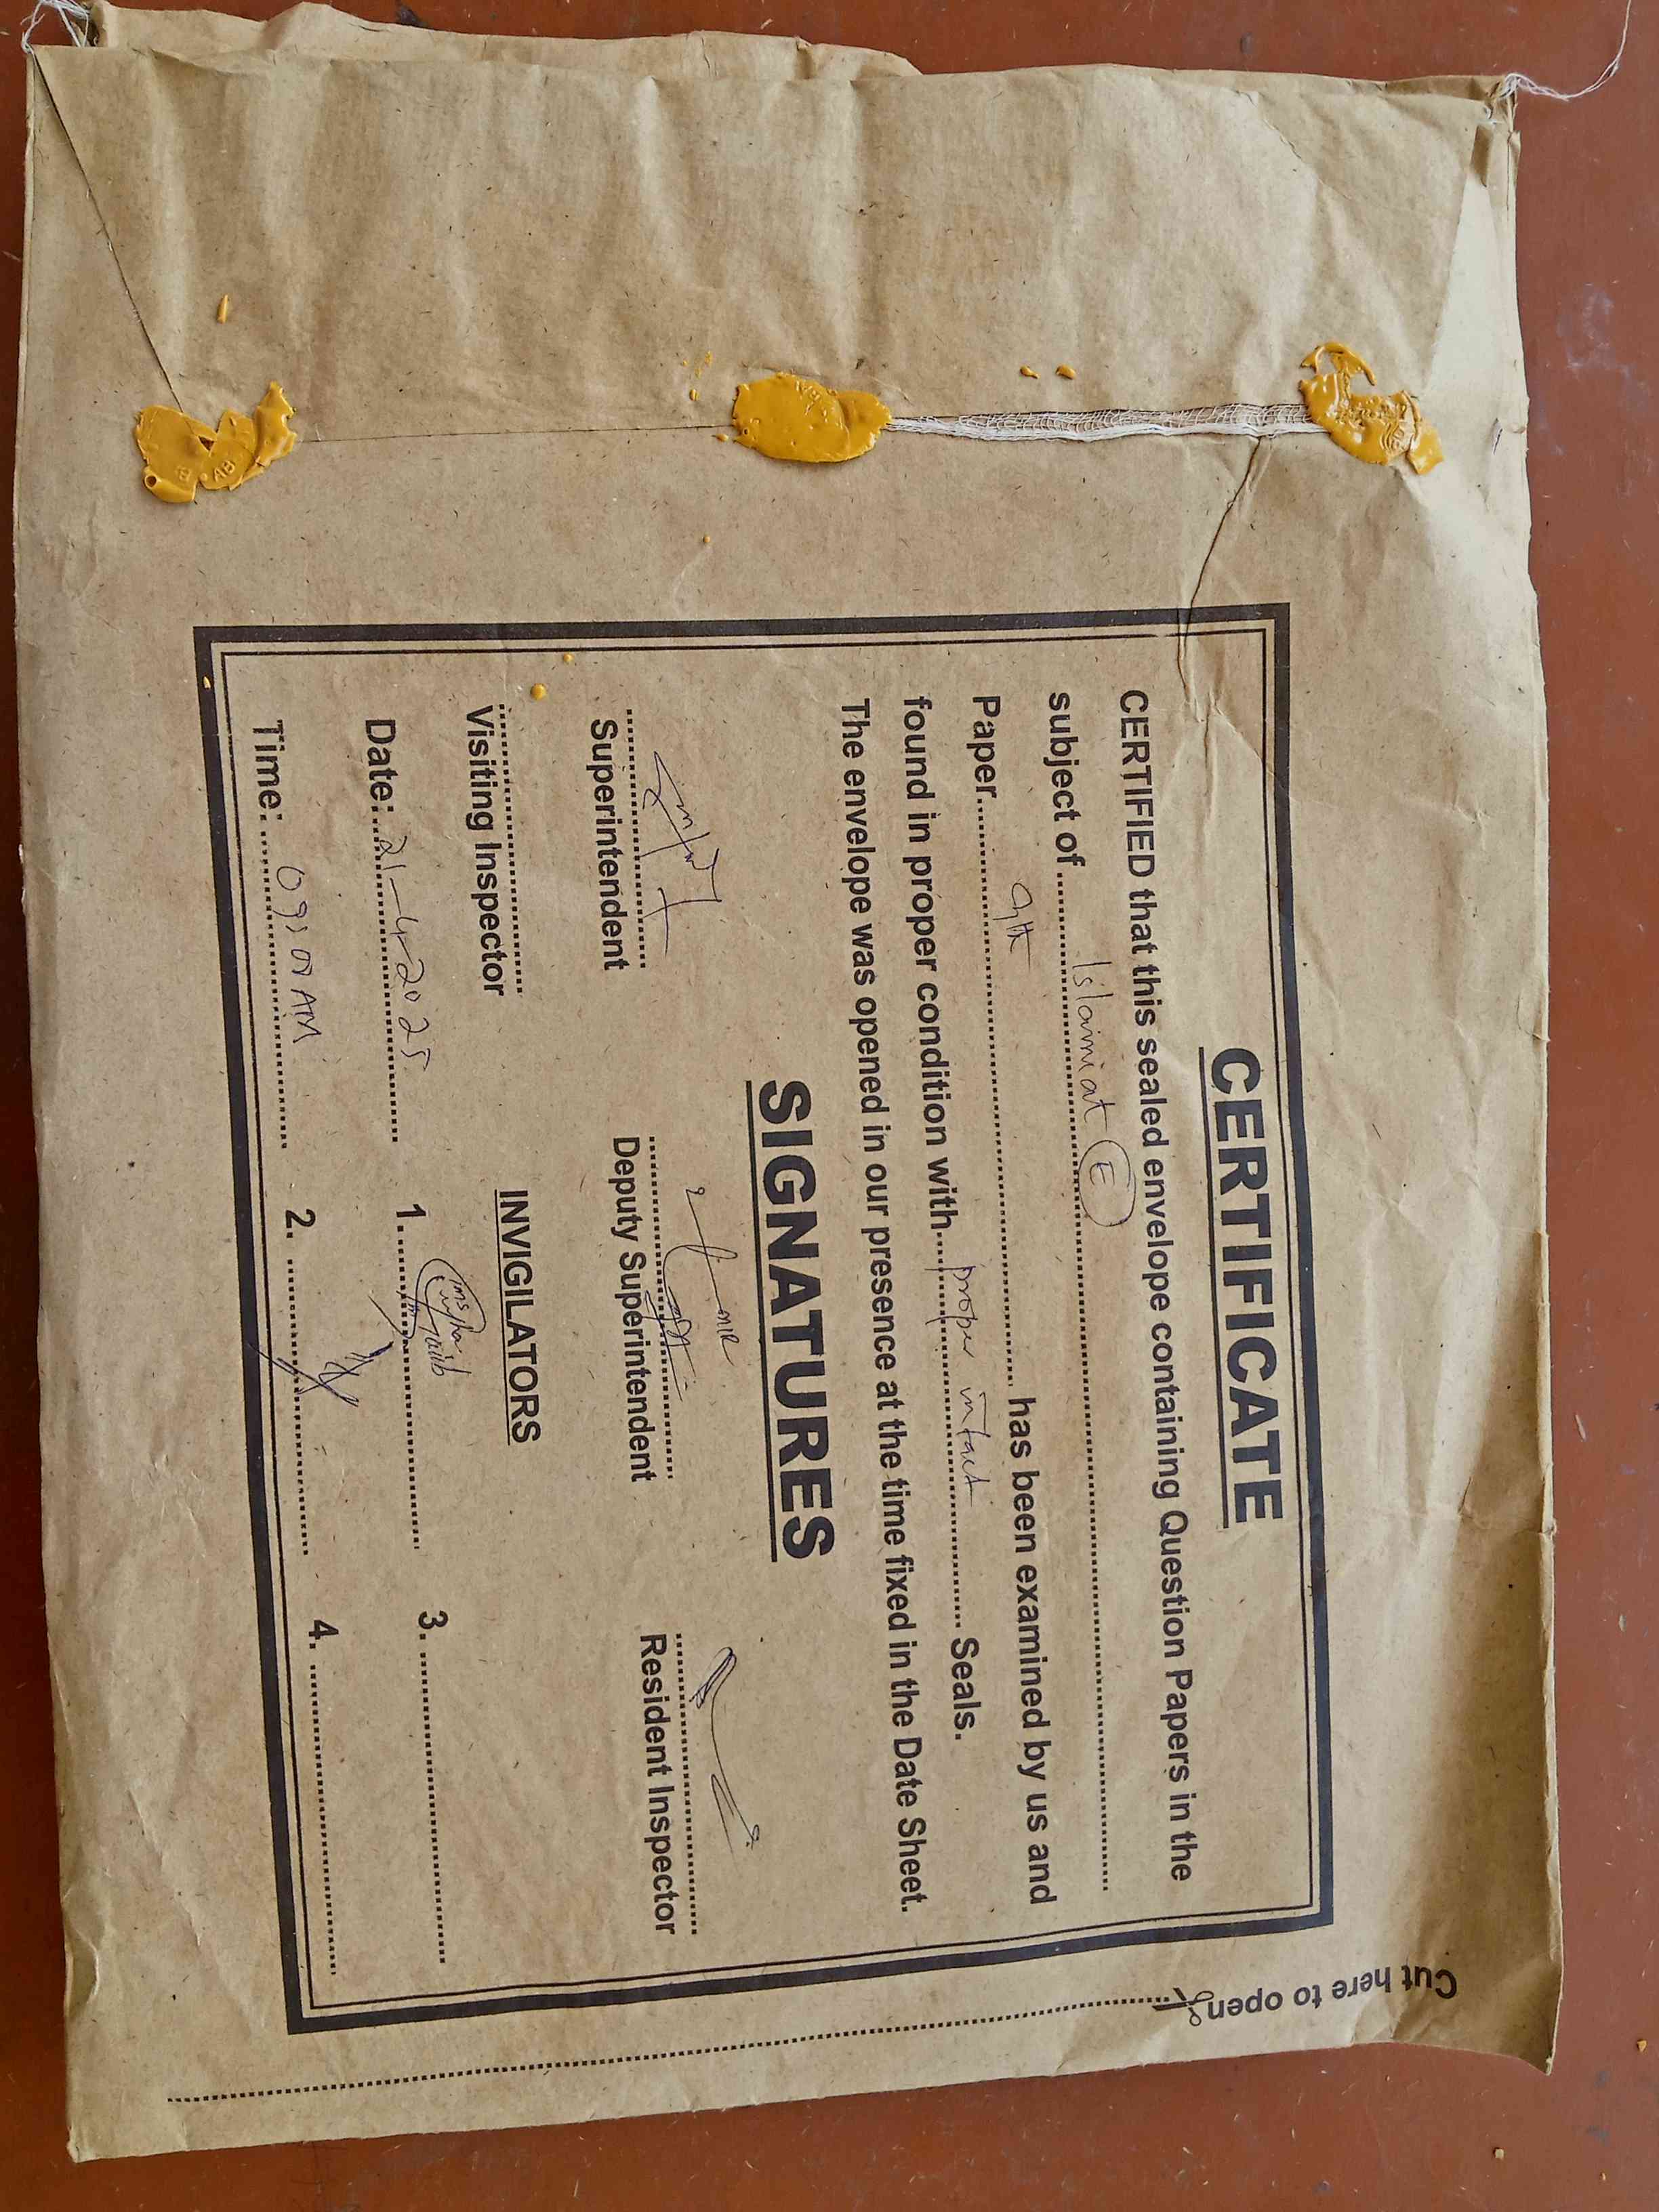 CERTIFICATE
CERTIFIED that this sealed envelope containing Question Papers in the
subject of Islamiat (E)
Paper 9th has been examined by us and
found in proper condition with proper intact Seals.
The envelope was opened in our presence at the time fixed in the Date Sheet.
SIGNATURES
Superintendent Deputy Superintendent Resident Inspector
Visiting Inspector INVIGILATORS
Date: 21-4-2025 1. 3.
Time: AM 2. 4.
Cut here to open